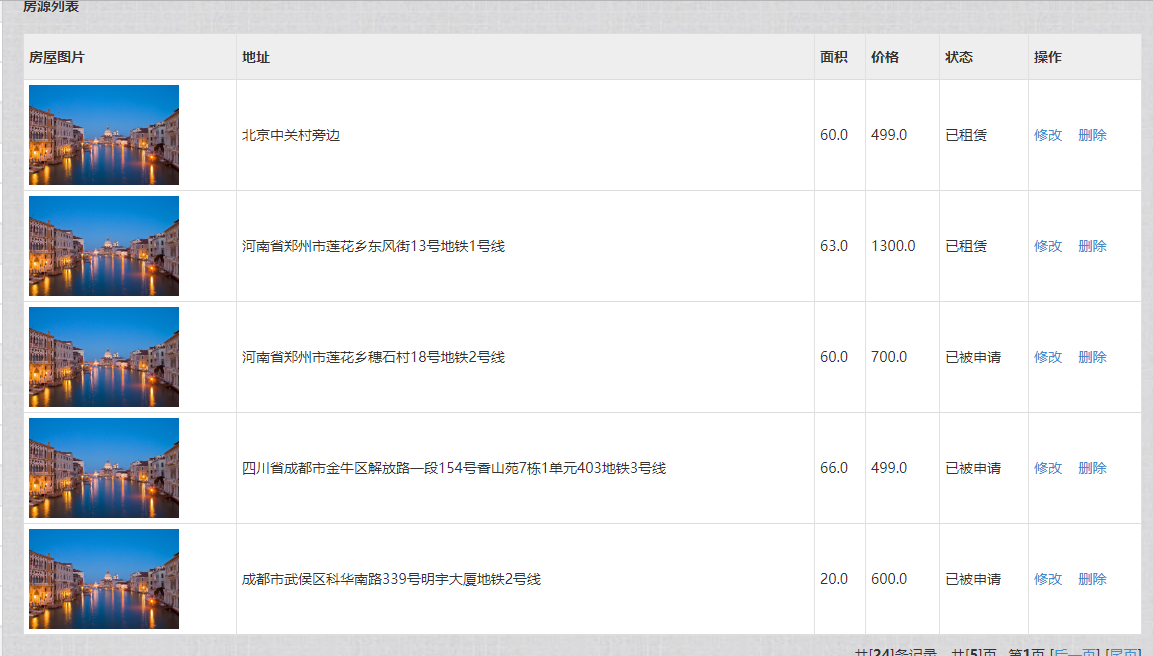 房源列表
房屋图片 地址 面积 价格 状态 操作
北京中关村旁边 60.0 499.0 已租赁 修改 删除
河南省郑州市莲花乡东风街13号地铁1号线 63.0 1300.0 已租赁 修改 删除
河南省郑州市莲花乡穗石村18号地铁2号线 60.0 700.0 已被申请 修改 删除
四川省成都市金牛区解放路一段154号香山苑7栋1单元403地铁3号线 66.0 499.0 已被申请 修改 删除
成都市武侯区科华南路339号明宇大厦地铁2号线 20.0 600.0 已被申请 修改 删除
共[24]条记录 共[5]页 第1页 [后一页] [尾页]